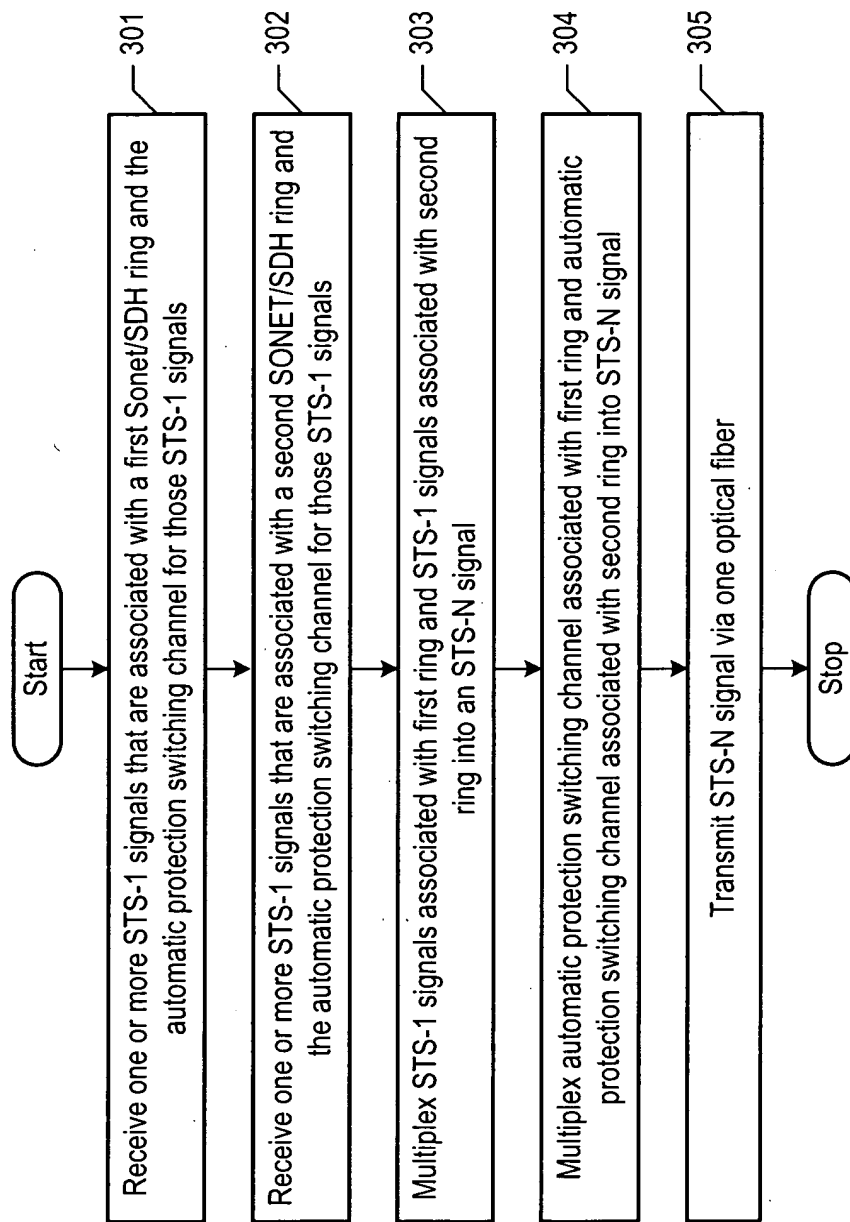 Start
Receive one or more STS-1 signals that are associated with a first Sonet/SDH ring and the
automatic protection switching channel for those STS-1 signals
301
Receive one or more STS-1 signals that are associated with a second SONET/SDH ring and
the automatic protection switching channel for those STS-1 signals
302
Multiplex STS-1 signals associated with first ring and STS-1 signals associated with second
ring into an STS-N signal
303
Multiplex automatic protection switching channel associated with first ring and automatic
protection switching channel associated with second ring into STS-N signal
304
Transmit STS-N signal via one optical fiber
305
Stop